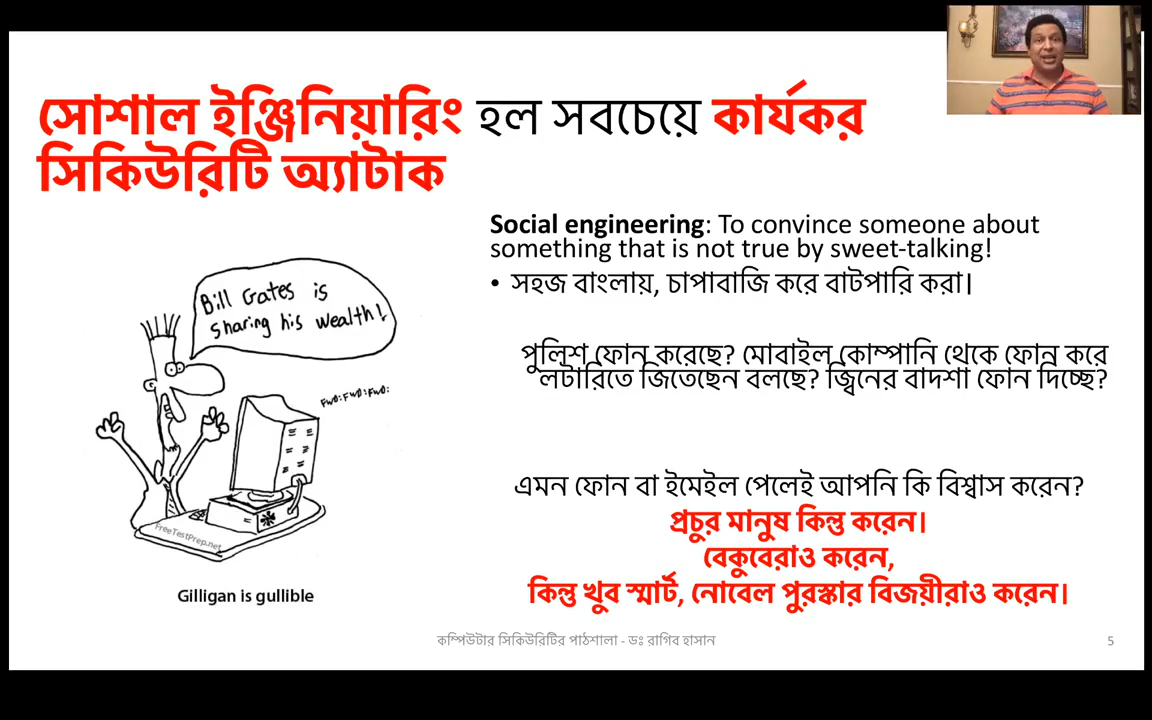 সোশাল ইঞ্জিনিয়ারিং হল সবচেয়ে কার্যকর
সিকিউরিটি অ্যাটাক
Social engineering: To convince someone about
something that is not true by sweet-talking!
• সহজ বাংলায়, চাপাবাজি করে বাটপারি করা।
পুলিশ ফোন করেছে? মোবাইল কোম্পানি থেকে ফোন করে
লটারিতে জিতেছেন বলছে? জ্বিনের বাদশা ফোন দিচ্ছে?
এমন ফোন বা ইমেইল পেলেই আপনি কি বিশ্বাস করেন?
প্রচুর মানুষ কিন্তু করেন।
বেকুবেরাও করেন,
কিন্তু খুব স্মার্ট, নোবেল পুরস্কার বিজয়ীরাও করেন।
Bill Gates is
sharing his wealth!
FWD: FWD: FWD:
FreeTestPrep.net
Gilligan is gullible
কম্পিউটার সিকিউরিটির পাঠশালা - ডঃ রাগিব হাসান
5